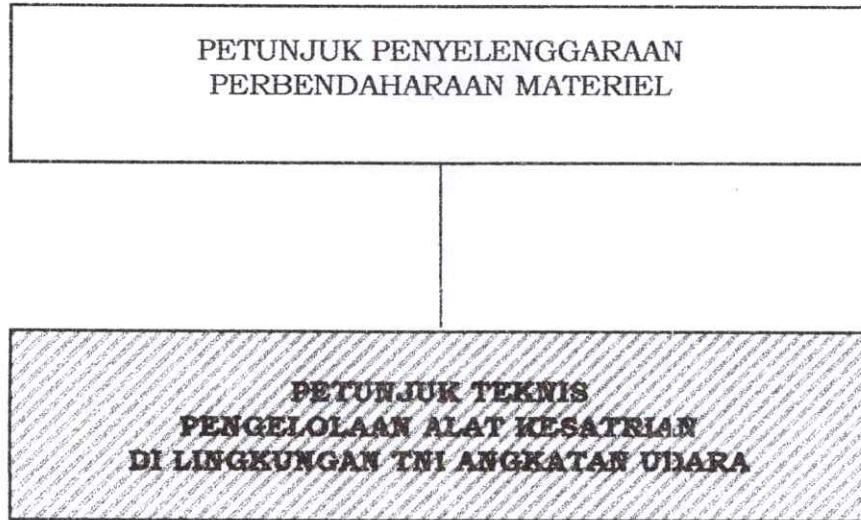 PETUNJUK PENYELENGGARAAN
PERBENDAHARAAN MATERIEL
PETUNJUK TEKNIS
PENGELOLAAN ALAT KESATRIAN
DI LINGKUNGAN TNI ANGKATAN UDARA